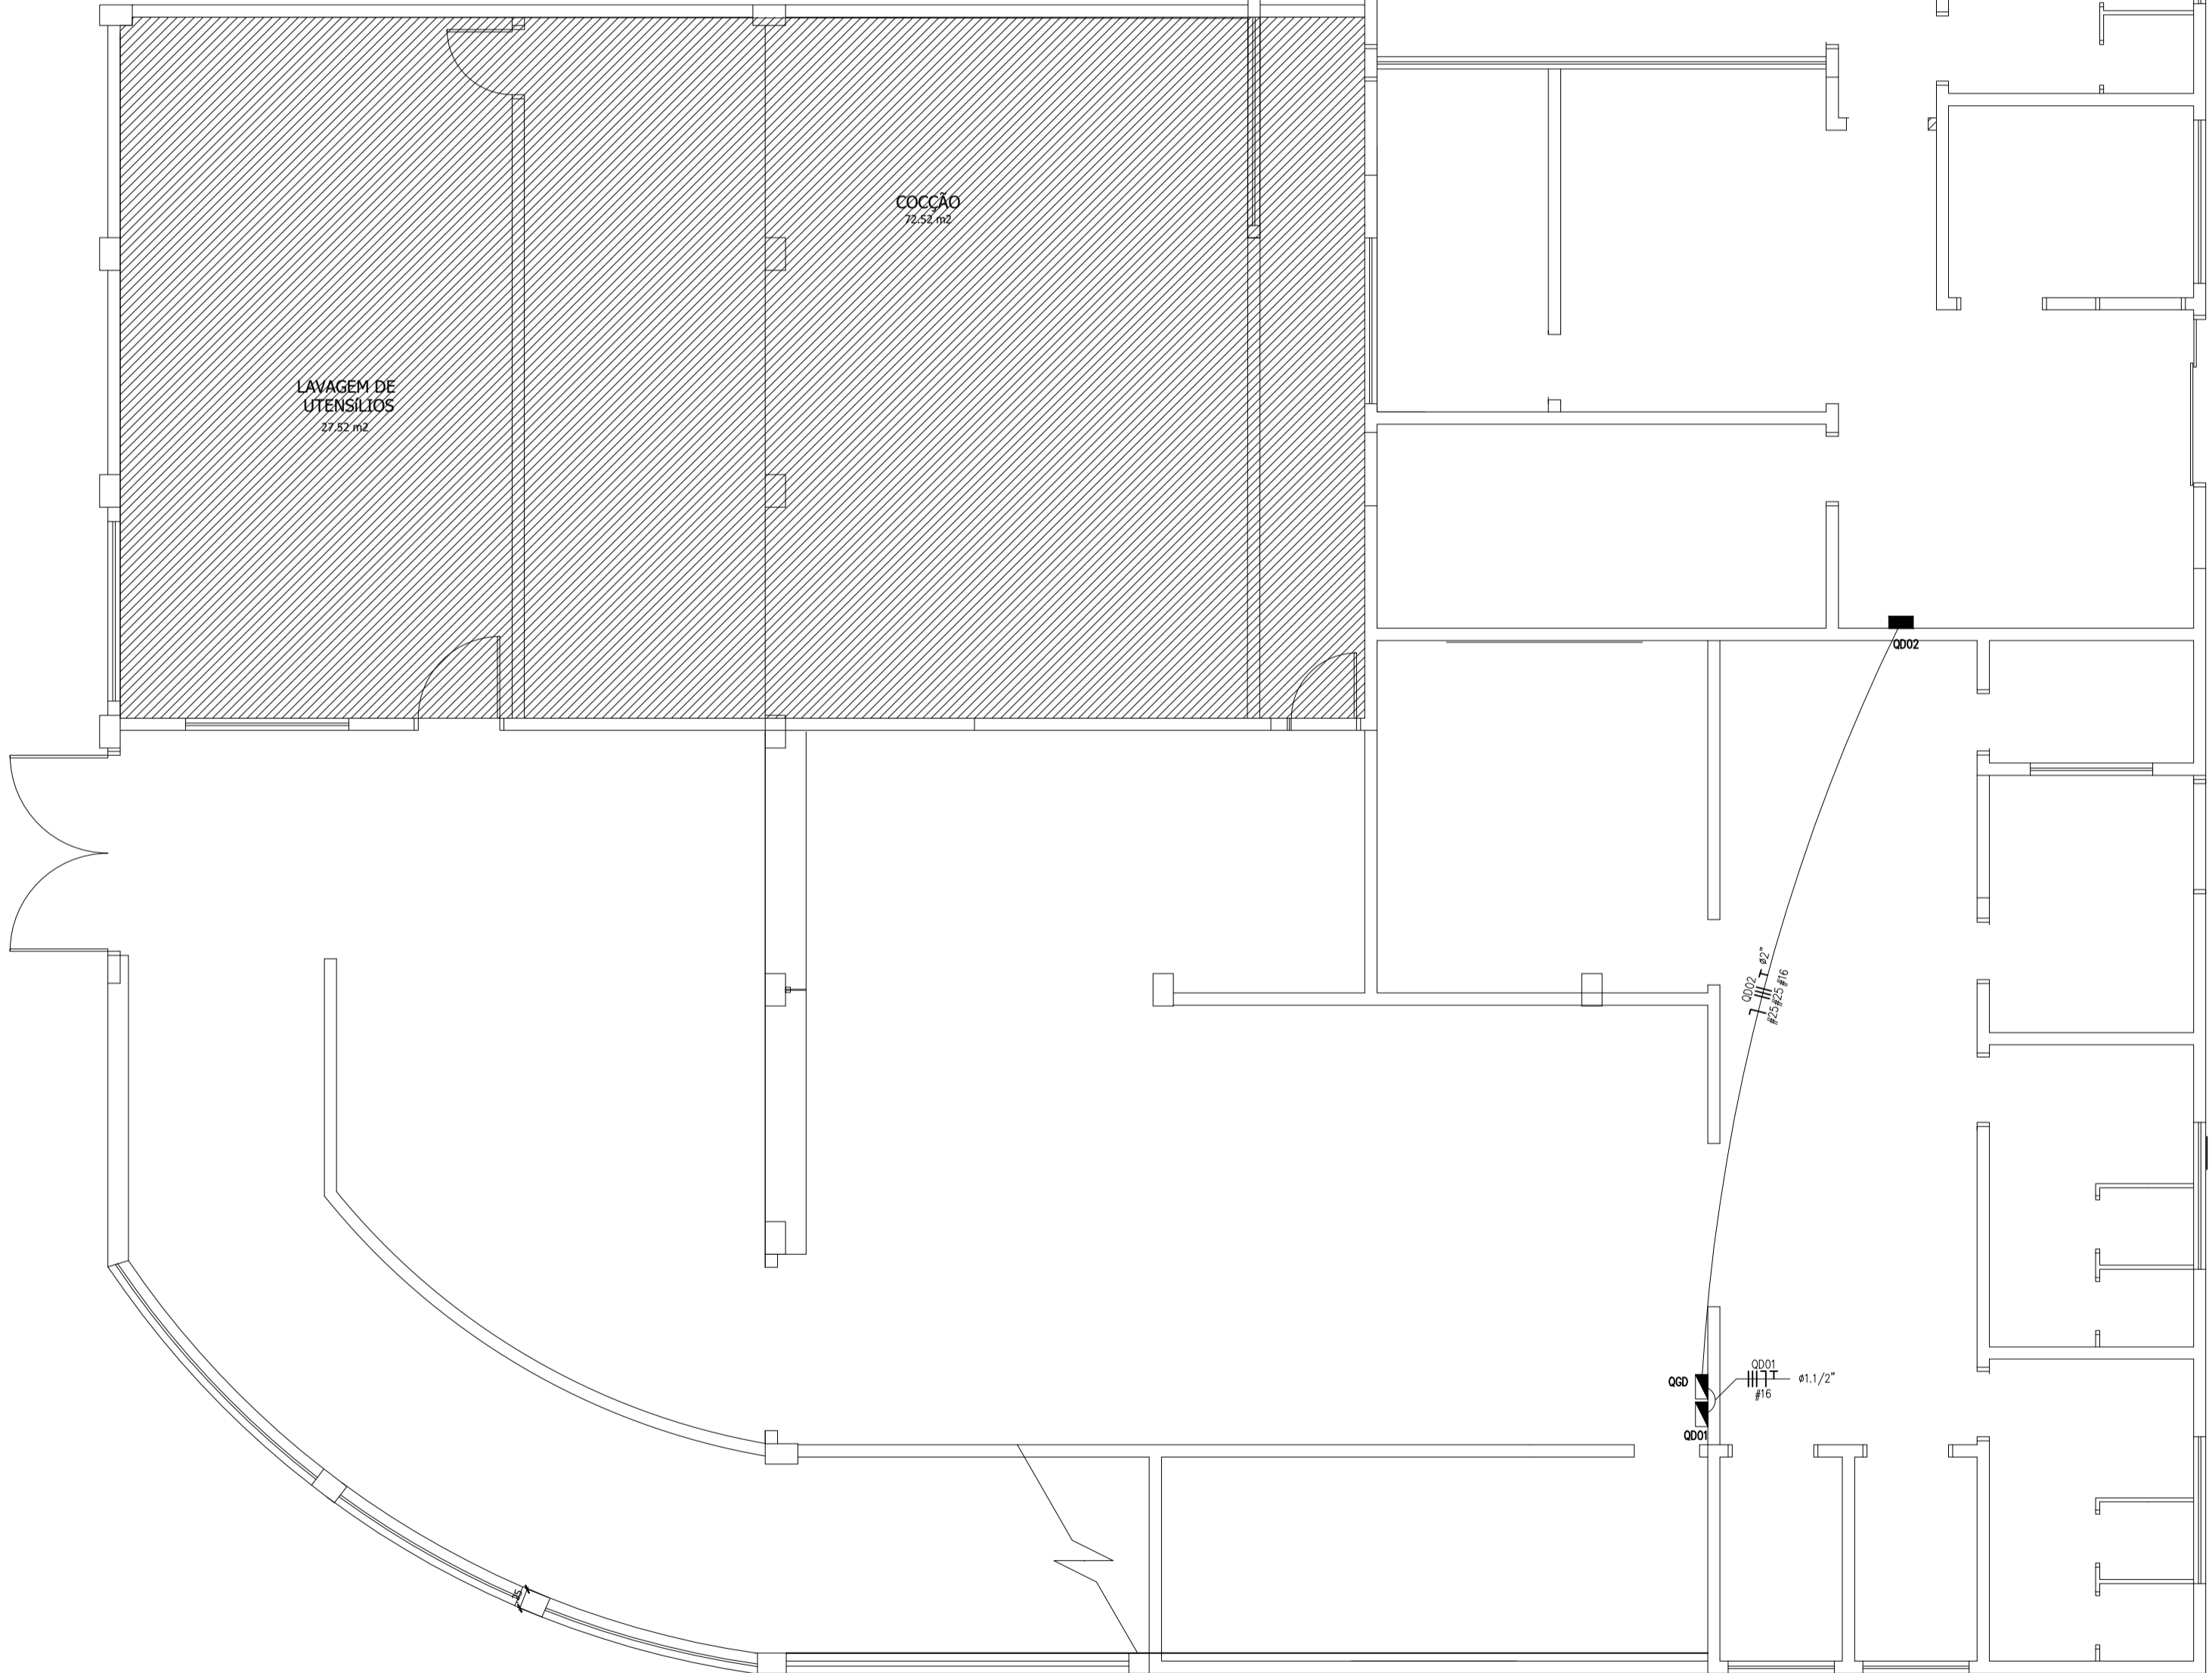 COCÇÃO
72.52 m2
LAVAGEM DE
UTENSÍLIOS
27.52 m2
QD02
QD02 ø2"
#25#25 #16
QGD
QD01
#16
ø1.1/2"
QD01
.25